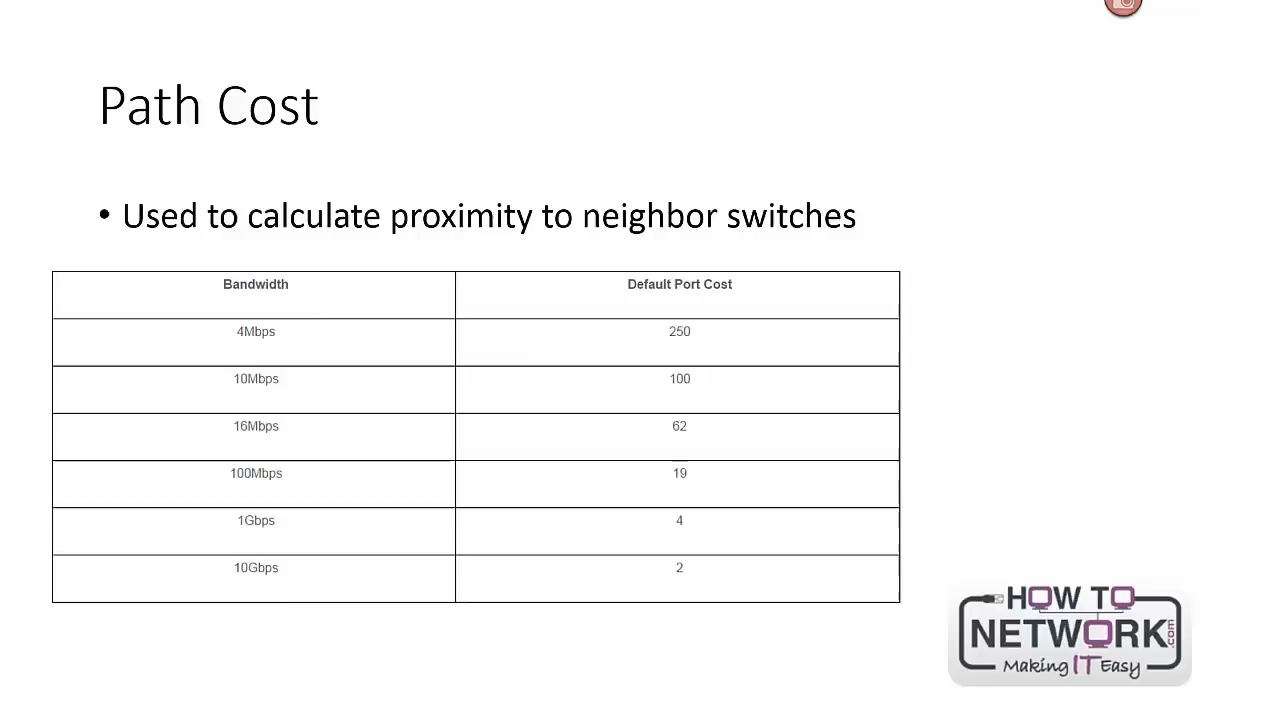 Path Cost
• Used to calculate proximity to neighbor switches
Bandwidth Default Port Cost
4Mbps 250
10Mbps 100
16Mbps 62
100Mbps 19
1Gbps 4
10Gbps 2
HOW TO
NETWORK.com
Making IT Easy